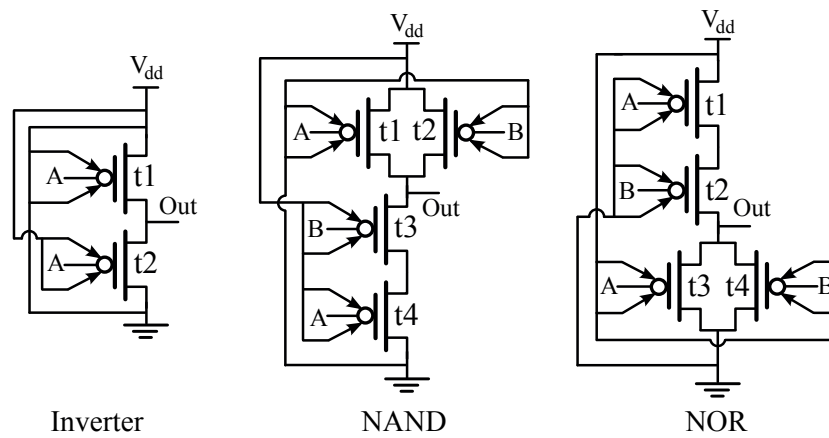 Vdd
A
t1
Out
A
t2
Inverter
Vdd
A
t1
t2
B
Out
B
t3
A
t4
NAND
Vdd
A
t1
B
t2
Out
A
t3
t4
B
NOR